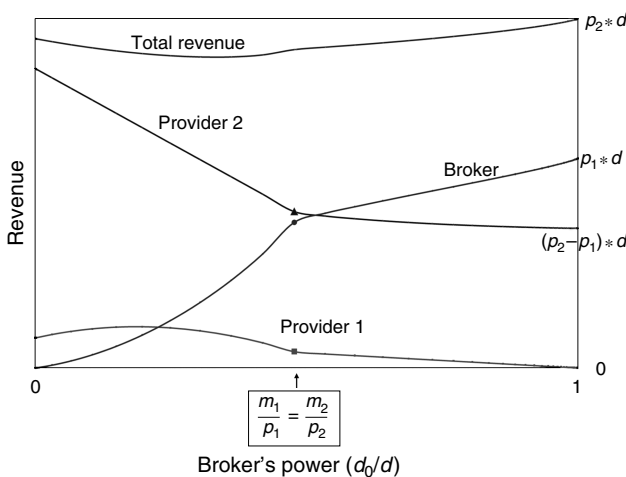 p₂*d
Total revenue
Provider 2
Broker
p₁*d
Revenue
(p₂–p₁)*d
Provider 1
0
0
1
m₁/p₁ = m₂/p₂
Broker's power (d₀/d)